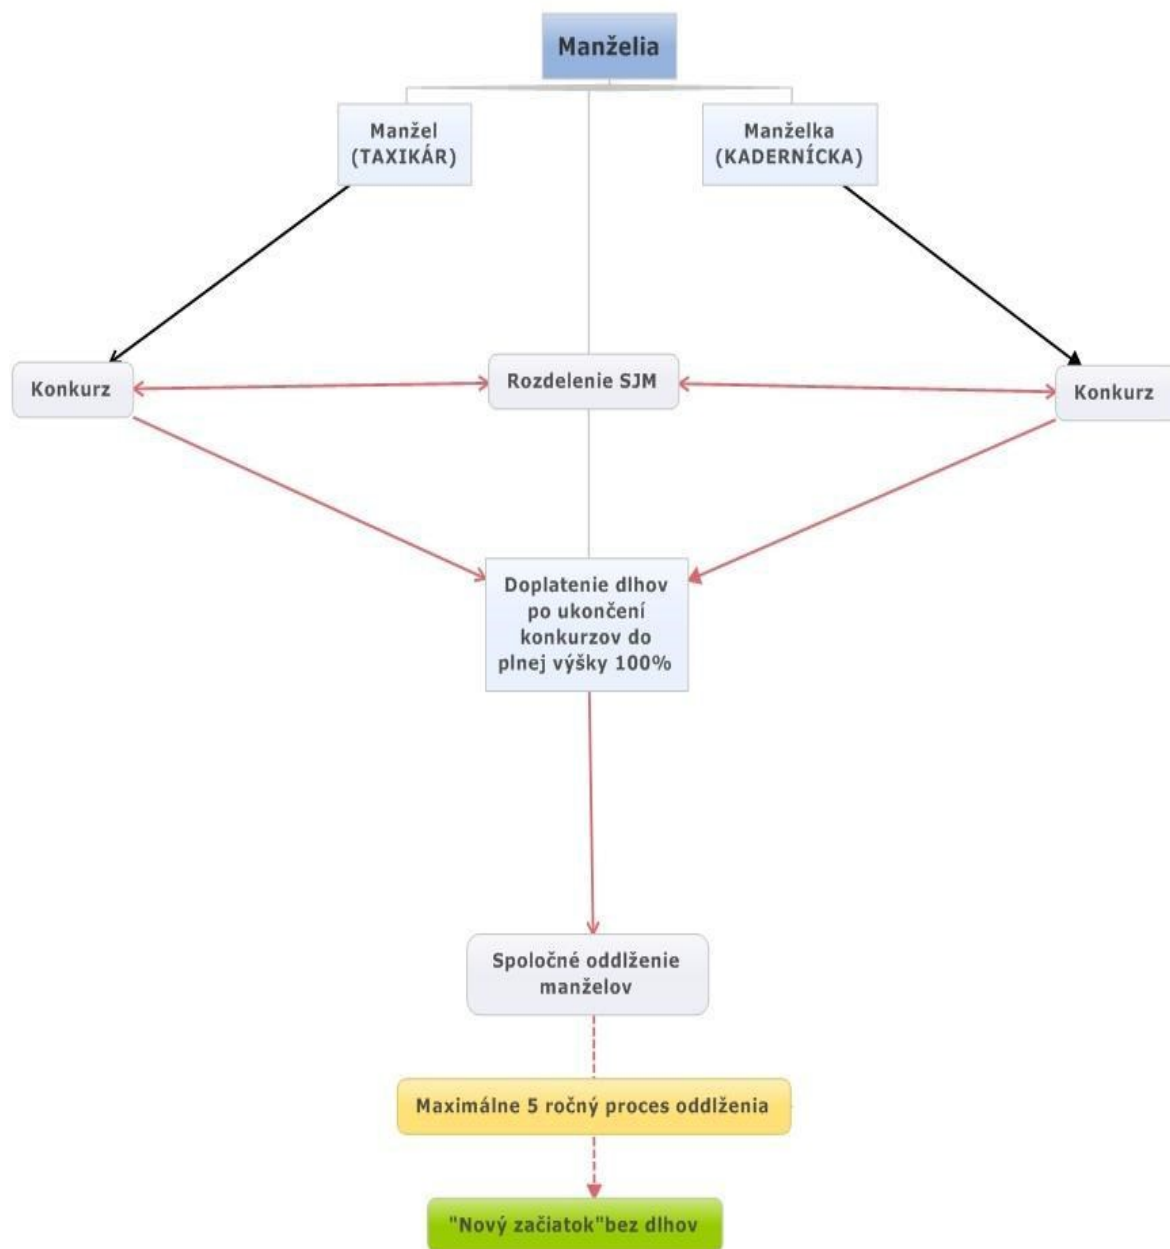 Manželia
Manžel
(TAXIKÁR)
Manželka
(KADERNÍCKA)
Konkurz
Rozdelenie SJM
Konkurz
Doplatenie dlhov
po ukončení
konkurzov do
plnej výšky 100%
Spoločné oddlženie
manželov
Maximálne 5 ročný proces oddlženia
"Nový začiatok"bez dlhov